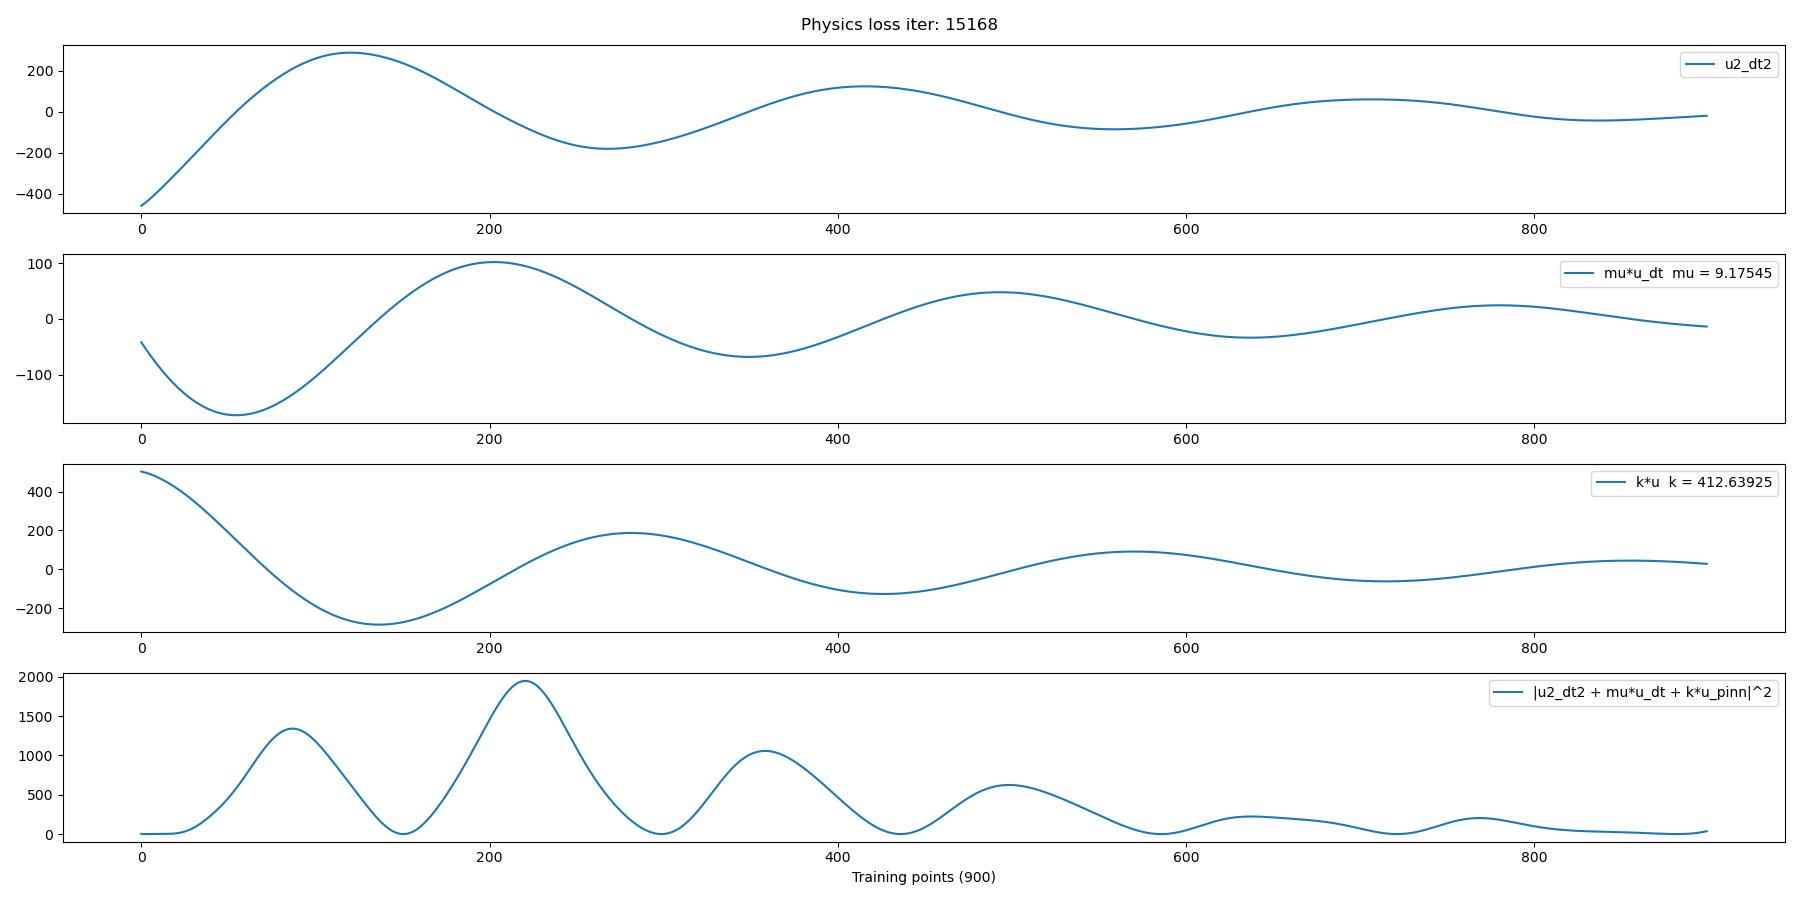 Physics loss iter: 15168
u2_dt2
200
0
−200
−400
0 200 400 600 800
mu*u_dt mu = 9.17545
100
0
−100
0 200 400 600 800
k*u k = 412.63925
400
200
0
−200
0 200 400 600 800
|u2_dt2 + mu*u_dt + k*u_pinn|^2
2000
1500
1000
500
0
0 200 400 600 800
Training points (900)